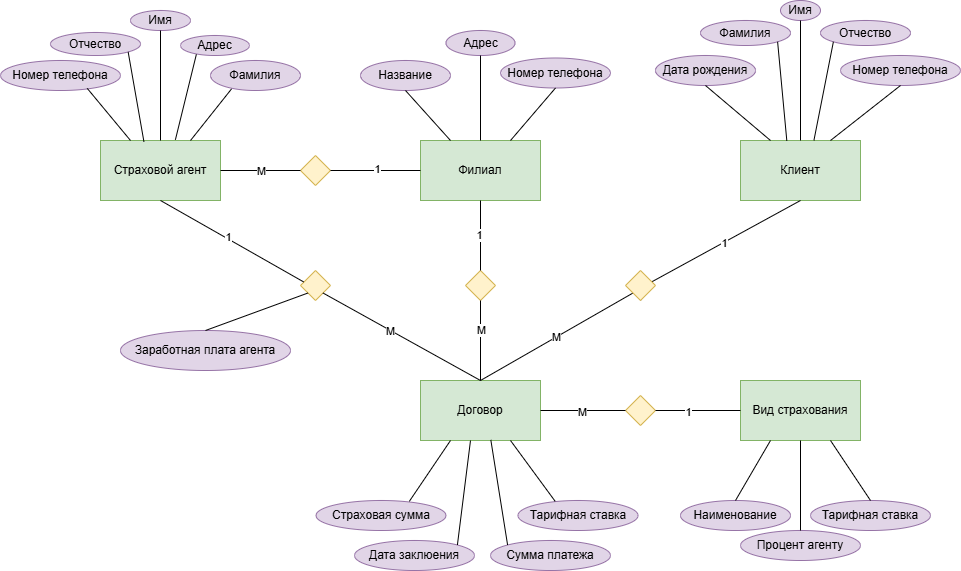 Имя
Отчество
Адрес
Номер телефона
Фамилия
Адрес
Название
Номер телефона
Имя
Фамилия
Отчество
Дата рождения
Номер телефона
Страховой агент
M
1
Филиал
Клиент
1
1
1
M
M
M
Заработная плата агента
Договор
M
1
Вид страхования
Страховая сумма
Тарифная ставка
Дата заклюения
Сумма платежа
Наименование
Тарифная ставка
Процент агенту